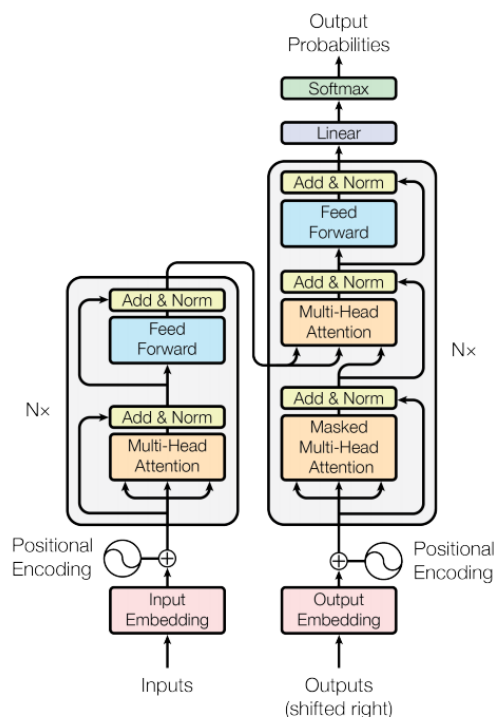 Output
Probabilities
Softmax
Linear
Add & Norm
Feed
Forward
Add & Norm
Multi-Head
Attention
Add & Norm
Masked
Multi-Head
Attention
Nx
Add & Norm
Feed
Forward
Add & Norm
Multi-Head
Attention
Nx
Positional
Encoding
Positional
Encoding
Input
Embedding
Output
Embedding
Inputs
Outputs
(shifted right)